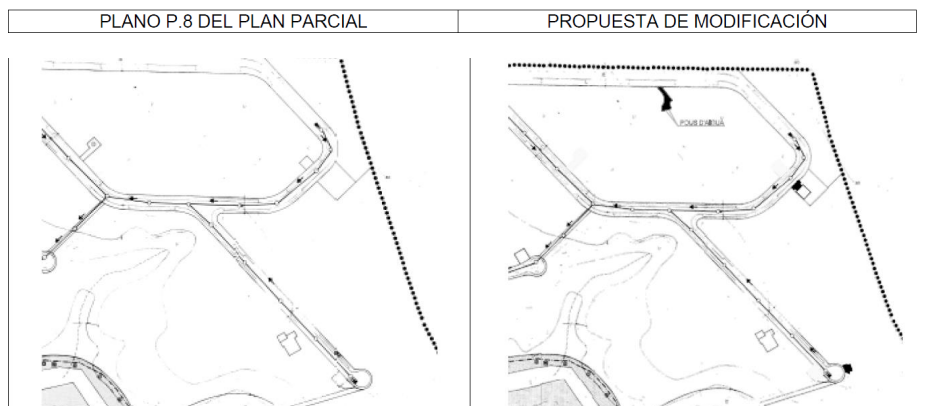 PLANO P.8 DEL PLAN PARCIAL
PROPUESTA DE MODIFICACIÓN
POUS D'AIGUA